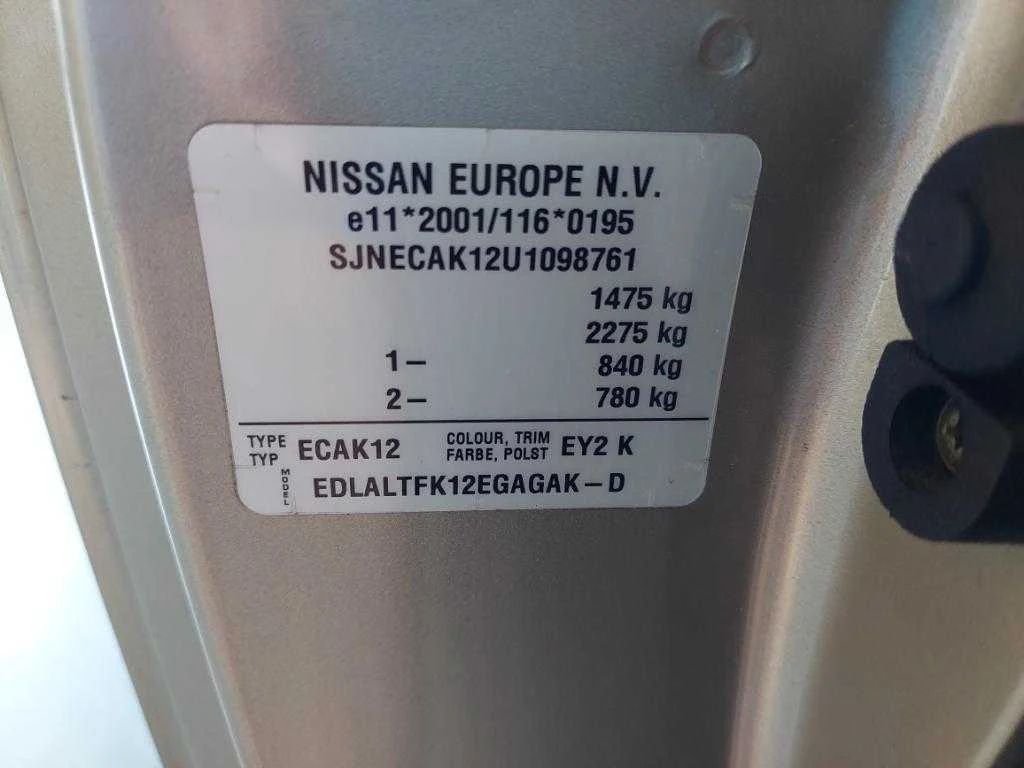 NISSAN EUROPE N.V.
e11*2001/116*0195
SJNECAK12U1098761
1475 kg
2275 kg
1– 840 kg
2– 780 kg
TYPE TYP ECAK12 COLOUR, TRIM FARBE, POLST EY2 K
MODEL EDLALTFK12EGAGAK–D